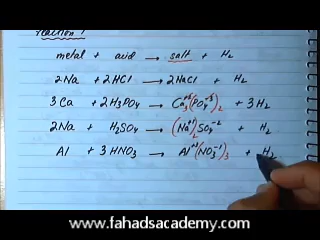 Reaction 1
metal + acid → salt + H₂
2Na + 2HCl → 2NaCl + H₂
3Ca + 2H₃PO₄ → Ca₃⁺²(PO₄⁻³)₂ + 3H₂
2Na + H₂SO₄ → (Na⁺¹)₂SO₄⁻² + H₂
Al + 3HNO₃ → Al⁺³(NO₃⁻¹)₃ + H₂
www.fahadsacademy.com